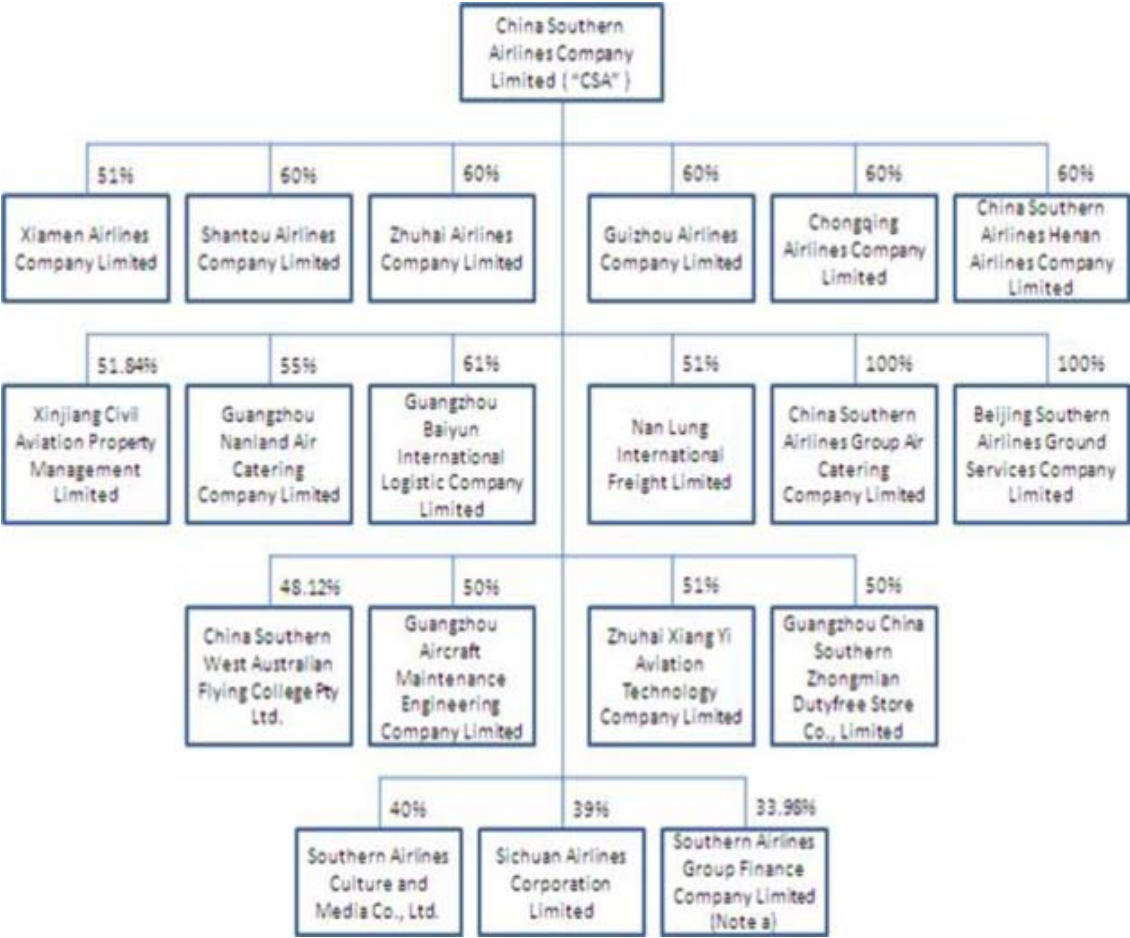 China Southern
Airlines Company
Limited ( “CSA” )
51%
60%
60%
60%
60%
60%
Xiamen Airlines
Company Limited
Shantou Airlines
Company Limited
Zhuhai Airlines
Company Limited
Guizhou Airlines
Company Limited
Chongqing
Airlines Company
Limited
China Southern
Airlines Henan
Airlines Company
Limited
51.84%
55%
61%
51%
100%
100%
Xinjiang Civil
Aviation Property
Management
Limited
Guangzhou
Nanland Air
Catering
Company Limited
Guangzhou
Baiyun
International
Logistic Company
Limited
Nan Lung
International
Freight Limited
China Southern
Airlines Group Air
Catering
Company Limited
Beijing Southern
Airlines Ground
Services Company
Limited
48.12%
50%
51%
50%
China Southern
West Australian
Flying College Pty
Ltd.
Guangzhou
Aircraft
Maintenance
Engineering
Company Limited
Zhuhai Xiang Yi
Aviation
Technology
Company Limited
Guangzhou China
Southern
Zhongmian
Dutyfree Store
Co., Limited
40%
39%
33.98%
Southern Airlines
Culture and
Media Co., Ltd.
Sichuan Airlines
Corporation
Limited
Southern Airlines
Group Finance
Company Limited
(Note a)